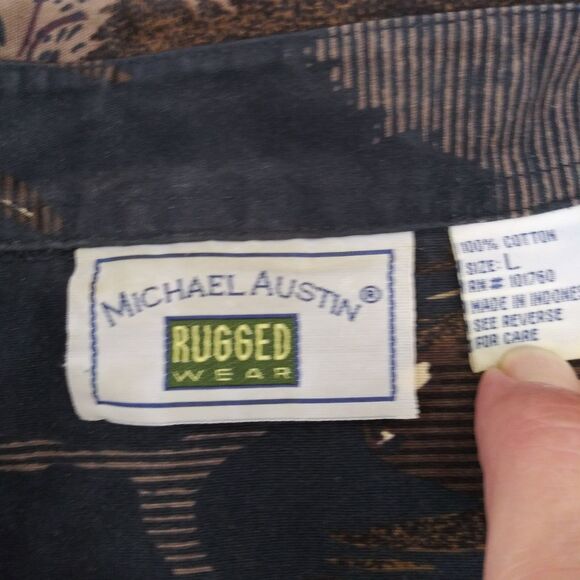 MICHAEL AUSTIN®
RUGGED
WEAR
100% COTTON
SIZE: L
RN# 101760
MADE IN INDONES
SEE REVERSE
FOR CARE